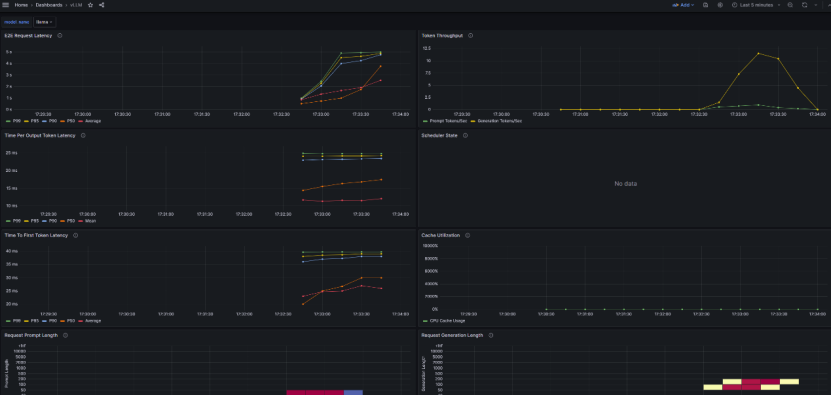 Home › Dashboards › vLLM
Add
Last 5 minutes
model_name
llama
E2E Request Latency
5 s
4 s
3 s
2 s
1 s
0 s
17:29:30 17:30:00 17:30:30 17:31:00 17:31:30 17:32:00 17:32:30 17:33:00 17:33:30 17:34:00
P99 P95 P90 P50 Average
Token Throughput
12.5
10
7.5
5
2.5
0
17:29:30 17:30:00 17:30:30 17:31:00 17:31:30 17:32:00 17:32:30 17:33:00 17:33:30 17:34:00
Prompt Tokens/Sec Generation Tokens/Sec
Time Per Output Token Latency
25 ms
20 ms
15 ms
10 ms
17:29:30 17:30:00 17:30:30 17:31:00 17:31:30 17:32:00 17:32:30 17:33:00 17:33:30 17:34:00
P99 P95 P90 P50 Mean
Scheduler State
No data
Time To First Token Latency
40 ms
35 ms
30 ms
25 ms
20 ms
17:29:30 17:30:00 17:30:30 17:31:00 17:31:30 17:32:00 17:32:30 17:33:00 17:33:30 17:34:00
P99 P95 P90 P50 Average
Cache Utilization
10000%
8000%
6000%
4000%
2000%
0%
17:29:30 17:30:00 17:30:30 17:31:00 17:31:30 17:32:00 17:32:30 17:33:00 17:33:30 17:34:00
CPU Cache Usage
Request Prompt Length
Prompt Length
+Inf
10000
5000
2000
1000
500
200
100
50
Request Generation Length
Generation Length
+Inf
10000
5000
2000
1000
500
200
100
50